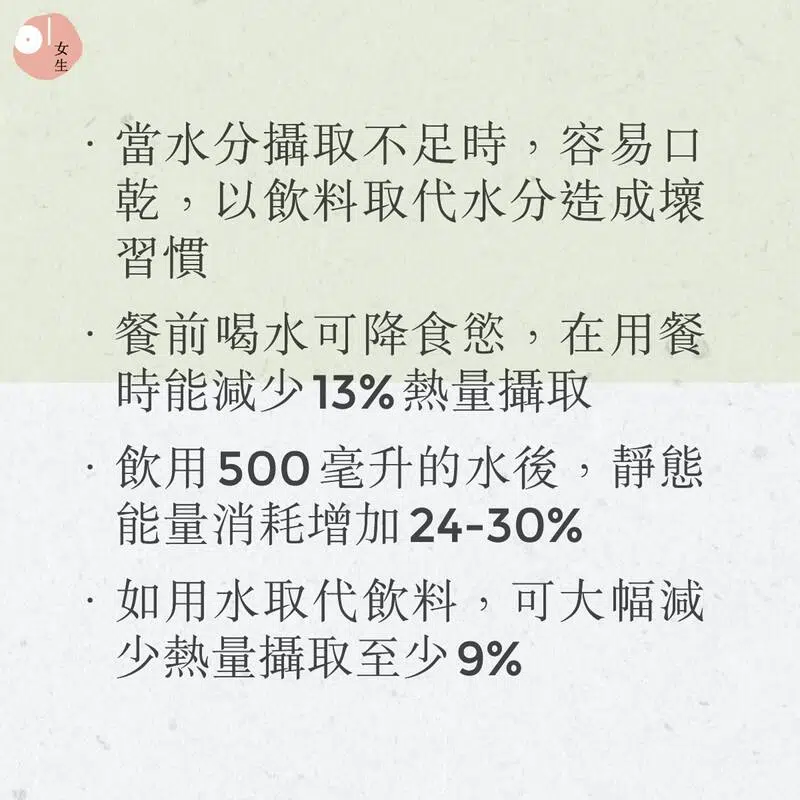 女生
· 當水分攝取不足時，容易口
乾，以飲料取代水分造成壞
習慣
· 餐前喝水可降食慾，在用餐
時能減少13%熱量攝取
· 飲用500毫升的水後，靜態
能量消耗增加24-30%
· 如用水取代飲料，可大幅減
少熱量攝取至少9%